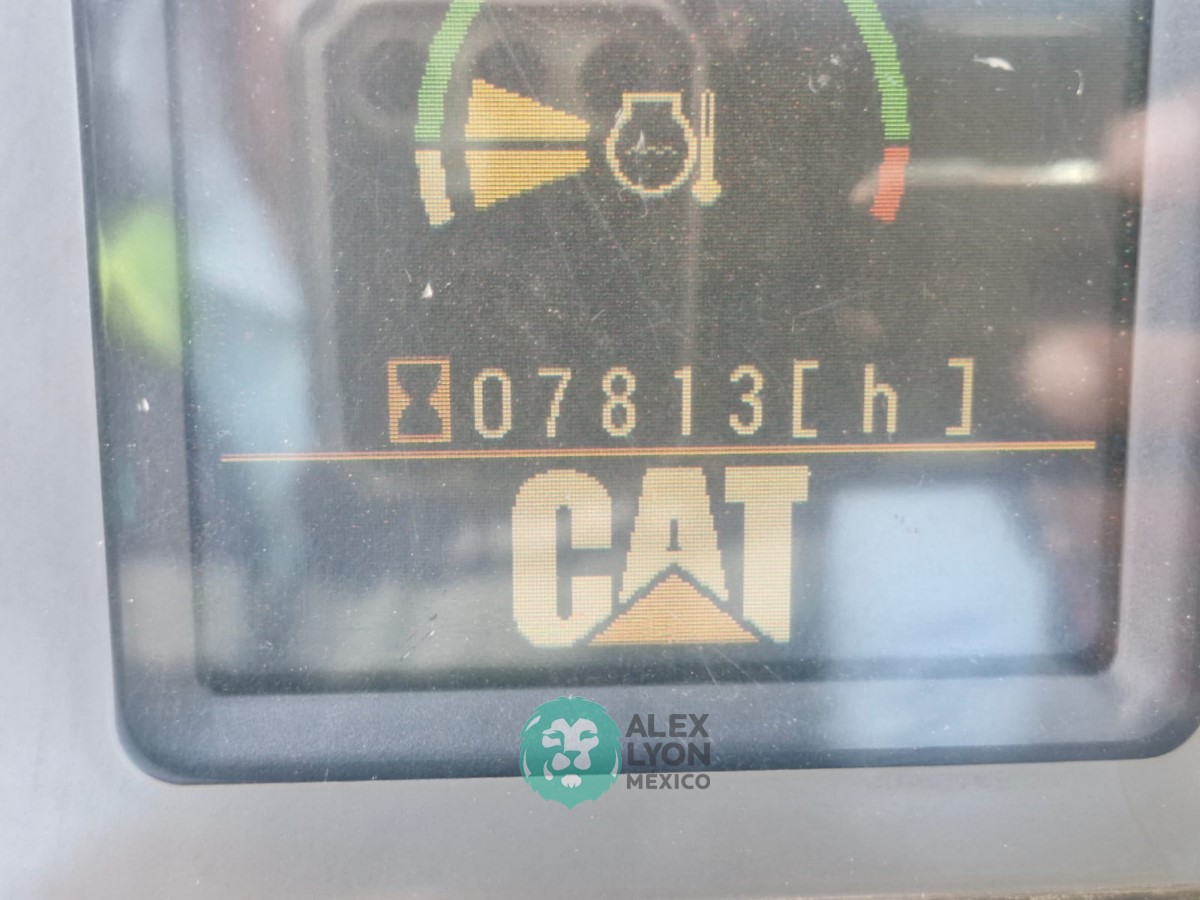 07813[ h ]
CAT
ALEX
LYON
MÉXICO